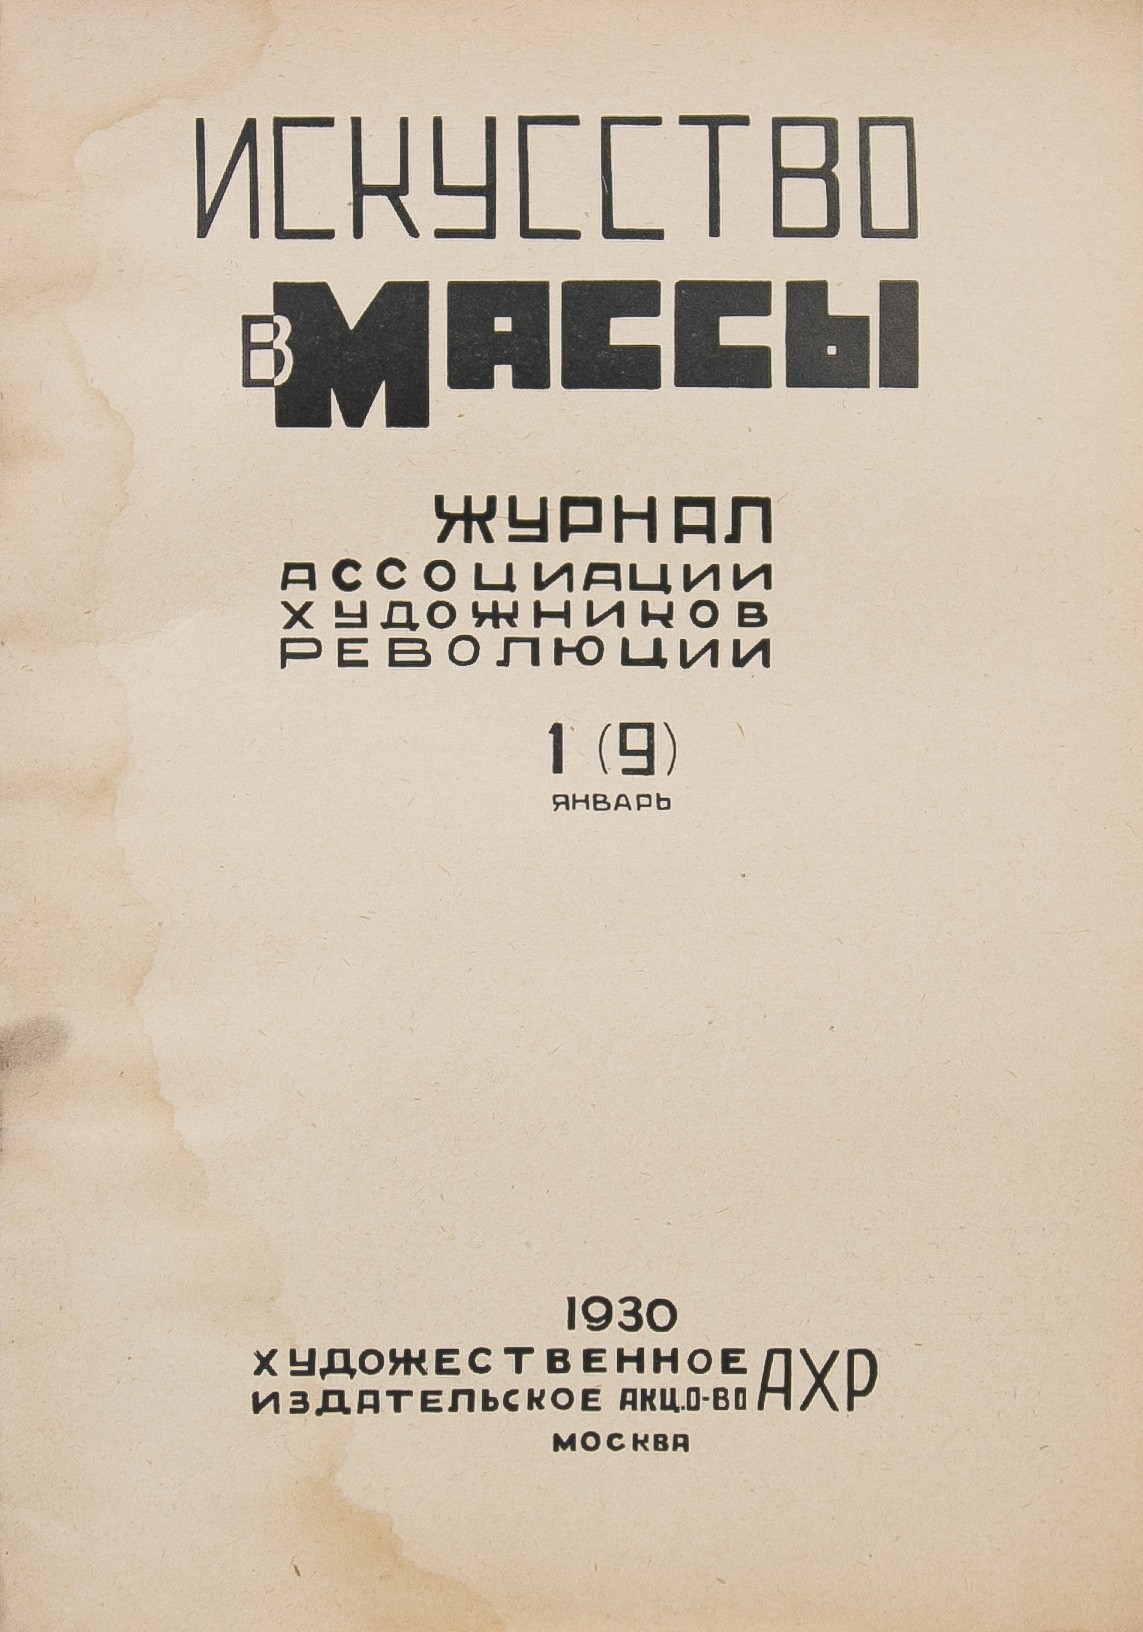 ИСКУССТВО
В МАССЫ
ЖУРНАЛ
АССОЦИАЦИИ
ХУДОЖНИКОВ
РЕВОЛЮЦИИ
1 (9)
ЯНВАРЬ
1930
ХУДОЖЕСТВЕННОЕ
ИЗДАТЕЛЬСКОЕ АКЦ.О-ВО АХР
МОСКВА